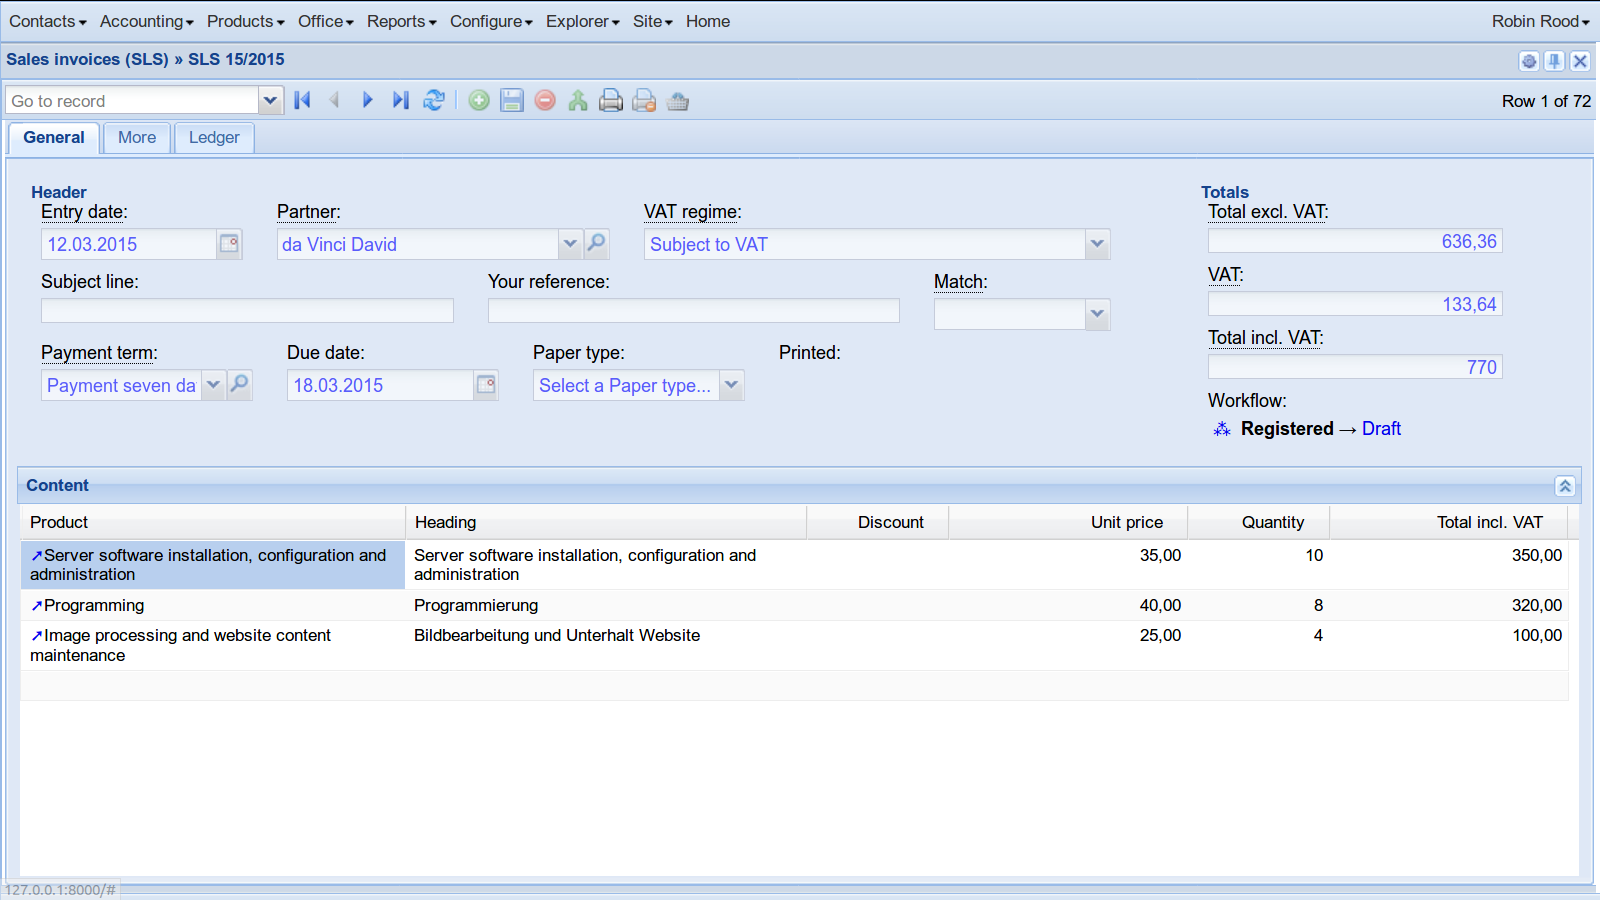 Contacts Accounting Products Office Reports Configure Explorer Site Home Robin Rood
Sales invoices (SLS) » SLS 15/2015
Go to record Row 1 of 72
General More Ledger
Header Totals
Entry date: Partner: VAT regime: Total excl. VAT:
12.03.2015 da Vinci David Subject to VAT 636,36
Subject line: Your reference: Match: VAT:
133,64
Payment term: Due date: Paper type: Printed: Total incl. VAT:
Payment seven da 18.03.2015 Select a Paper type... 770
Workflow:
Registered → Draft
Content
Product Heading Discount Unit price Quantity Total incl. VAT
Server software installation, configuration and Server software installation, configuration and 35,00 10 350,00
administration administration
Programming Programmierung 40,00 8 320,00
Image processing and website content Bildbearbeitung und Unterhalt Website 25,00 4 100,00
maintenance
127.0.0.1:8000/#